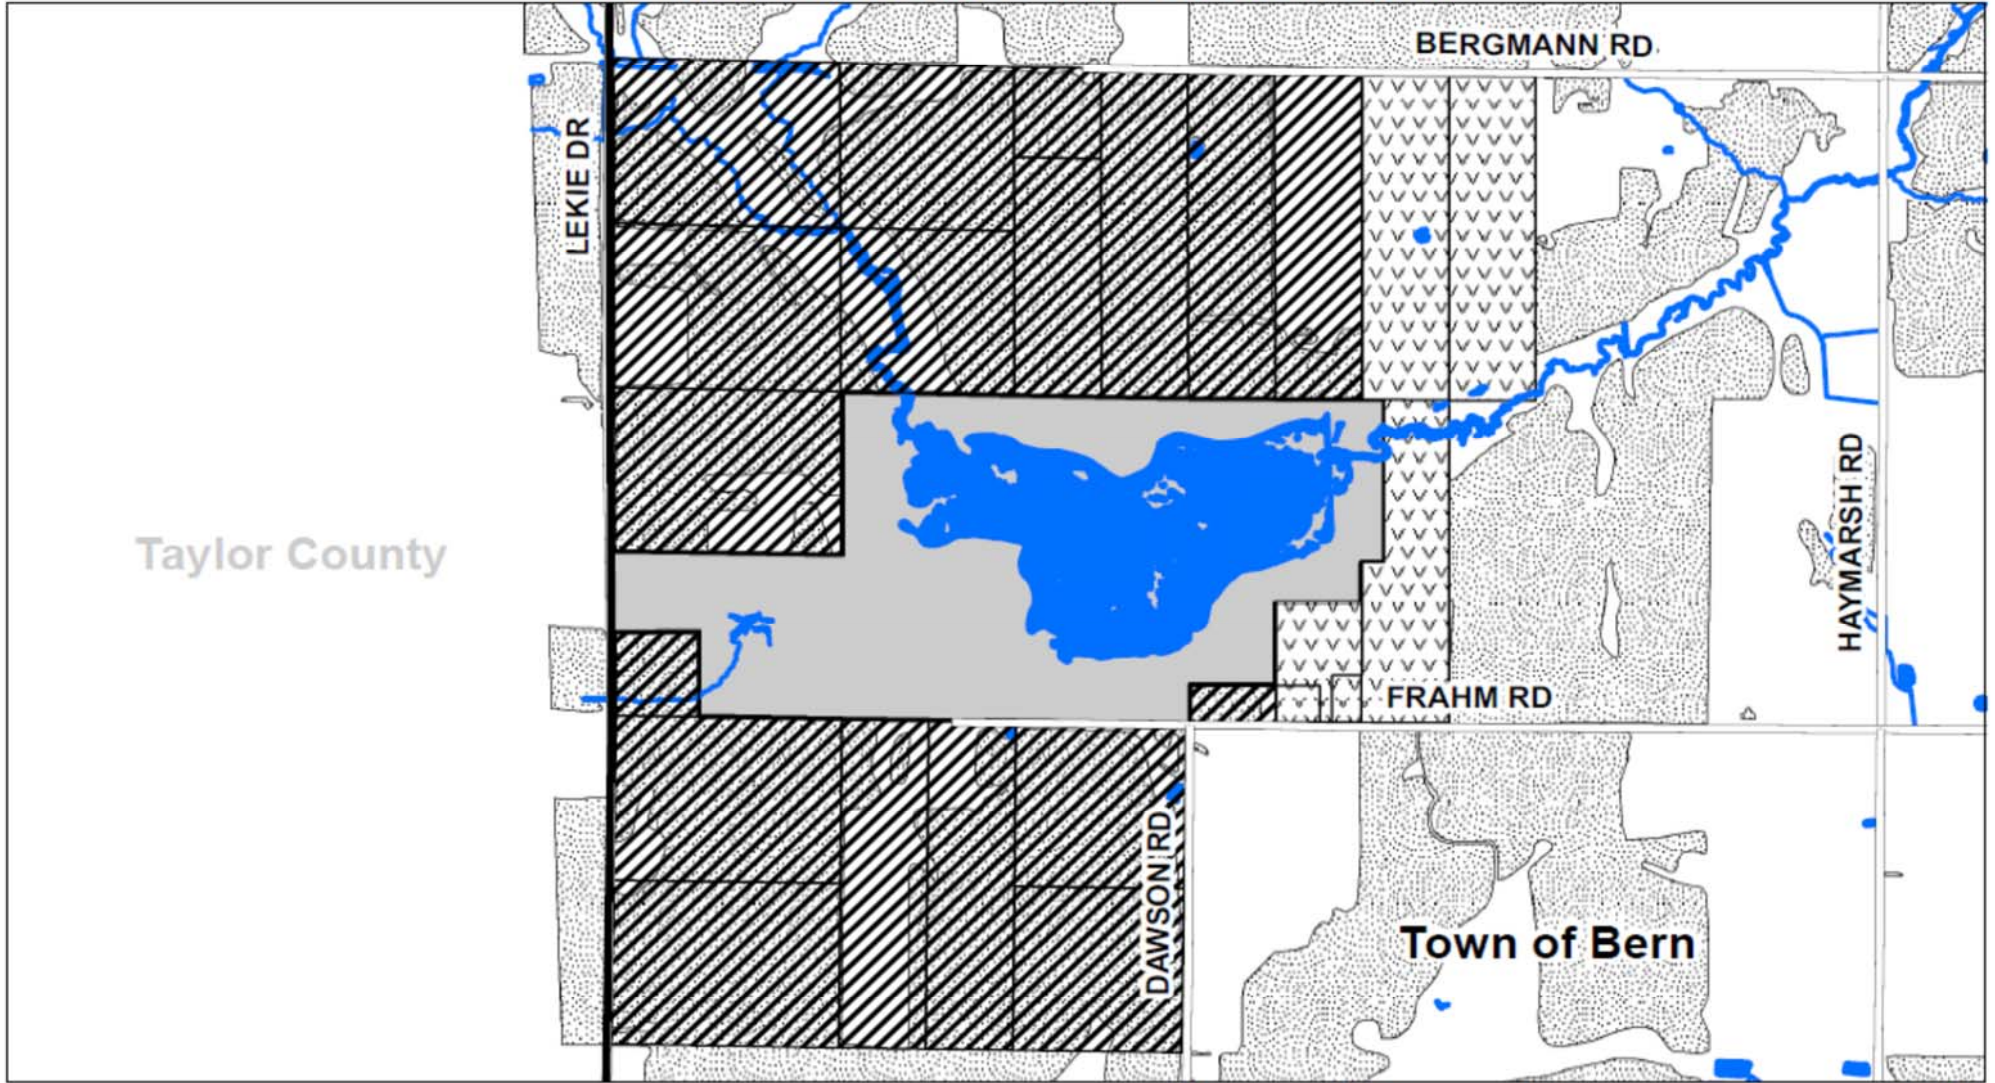 BERGMANN RD
LEKIE DR
Taylor County
HAYMARSH RD
FRAHM RD
DAWSON RD
Town of Bern